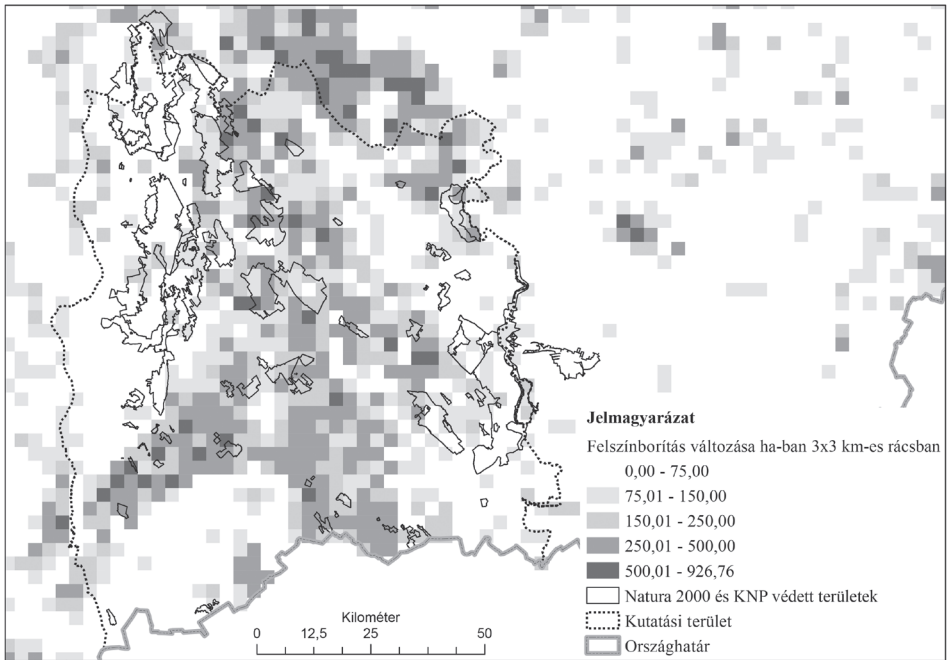 Jelmagyarázat
Felszínborítás változása ha-ban 3x3 km-es rácsban
0,00 - 75,00
75,01 - 150,00
150,01 - 250,00
250,01 - 500,00
500,01 - 926,76
Natura 2000 és KNP védett területek
Kutatási terület
Országhatár
Kilométer
0 12,5 25 50